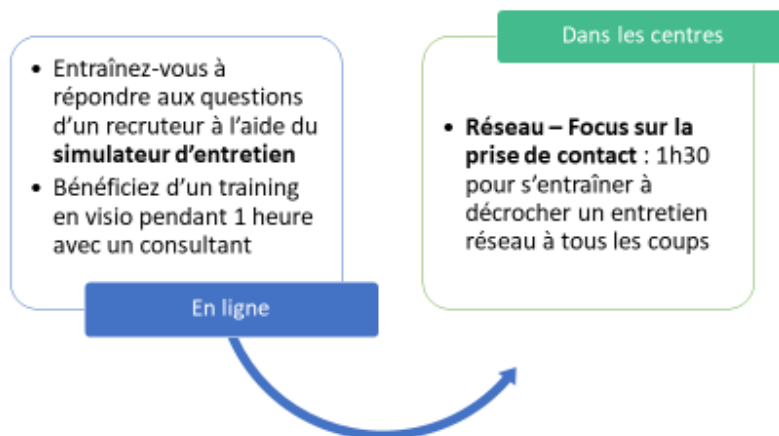 • Entraînez-vous à
répondre aux questions
d'un recruteur à l'aide du
simulateur d'entretien
• Bénéficiez d'un training
en visio pendant 1 heure
avec un consultant
En ligne
Dans les centres
• Réseau – Focus sur la
prise de contact : 1h30
pour s'entraîner à
décrocher un entretien
réseau à tous les coups